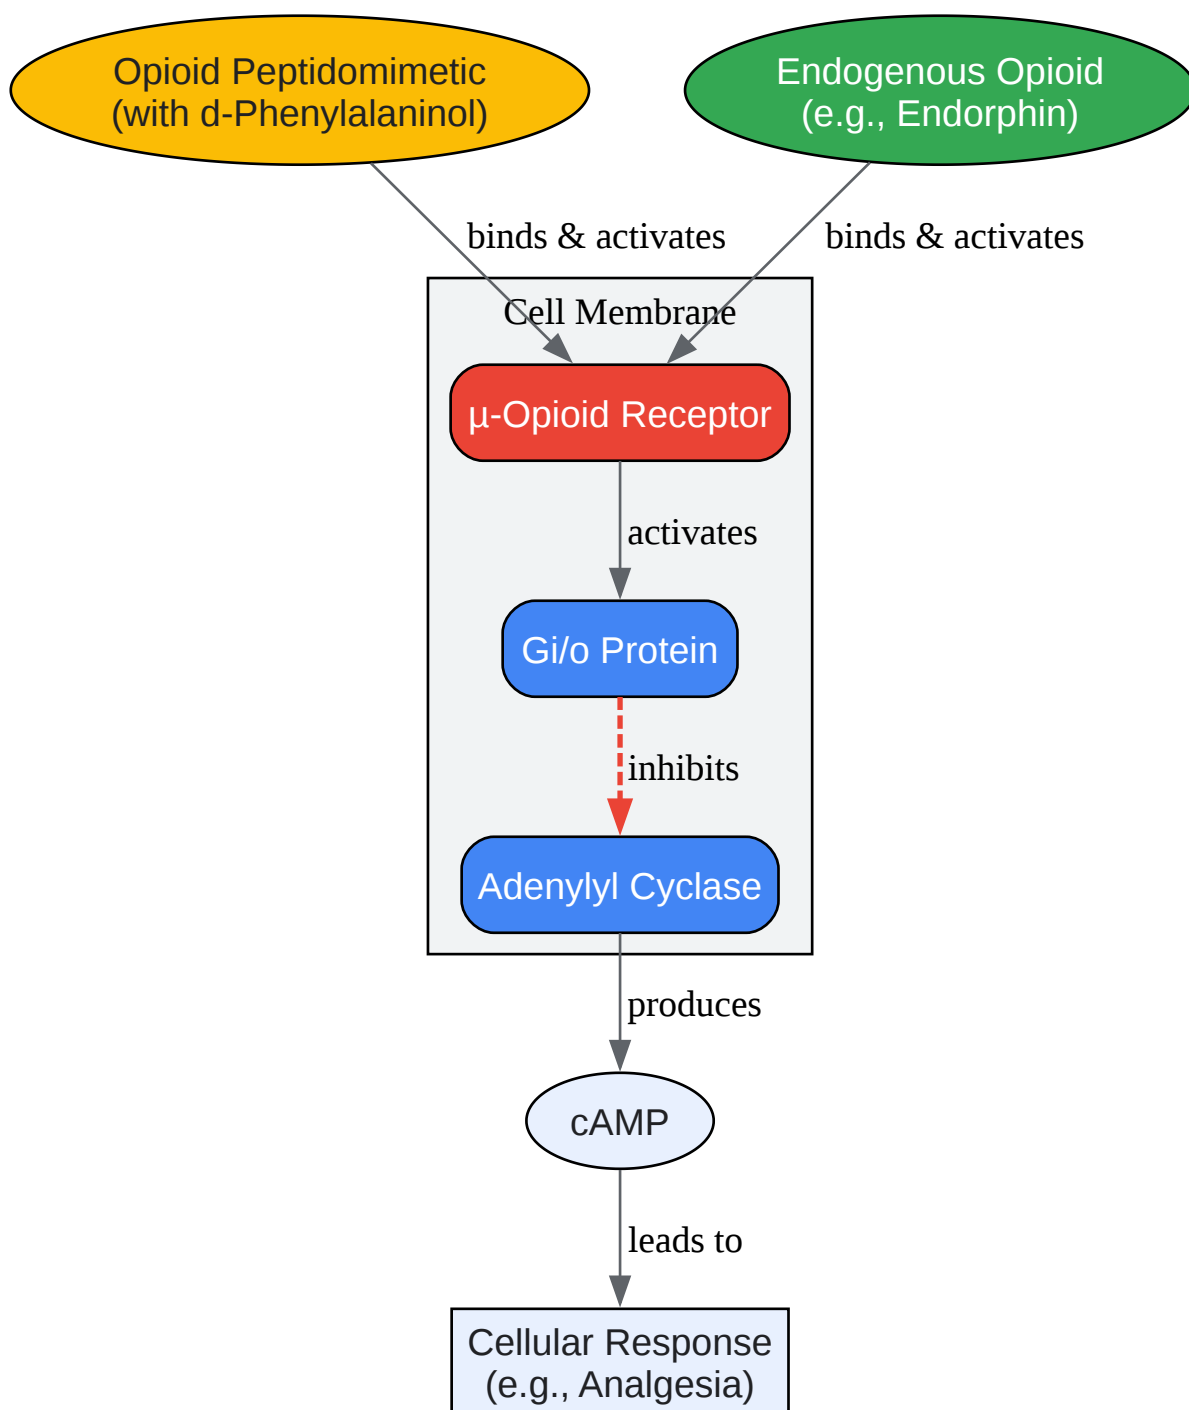 Opioid Peptidomimetic
(with d-Phenylalaninol)
Endogenous Opioid
(e.g., Endorphin)
binds & activates
binds & activates
Cell Membrane
µ-Opioid Receptor
activates
Gi/o Protein
inhibits
Adenylyl Cyclase
produces
cAMP
leads to
Cellular Response
(e.g., Analgesia)